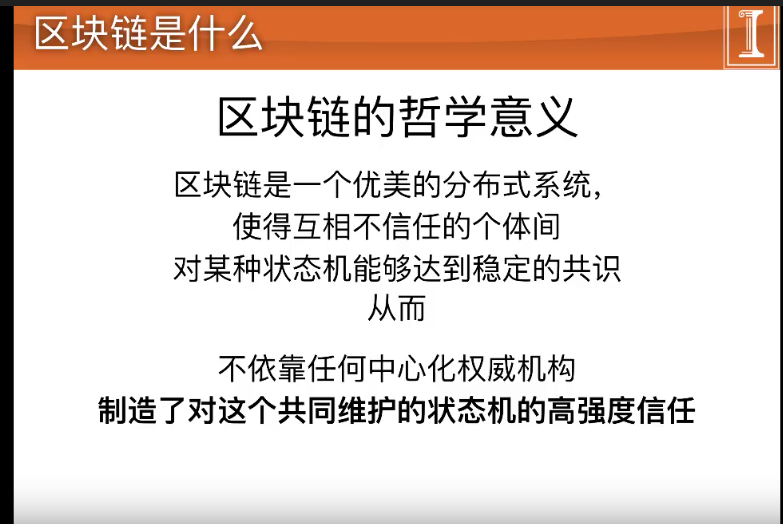 区块链是什么
区块链的哲学意义
区块链是一个优美的分布式系统，
使得互相不信任的个体间
对某种状态机能够达到稳定的共识
从而
不依靠任何中心化权威机构
制造了对这个共同维护的状态机的高强度信任